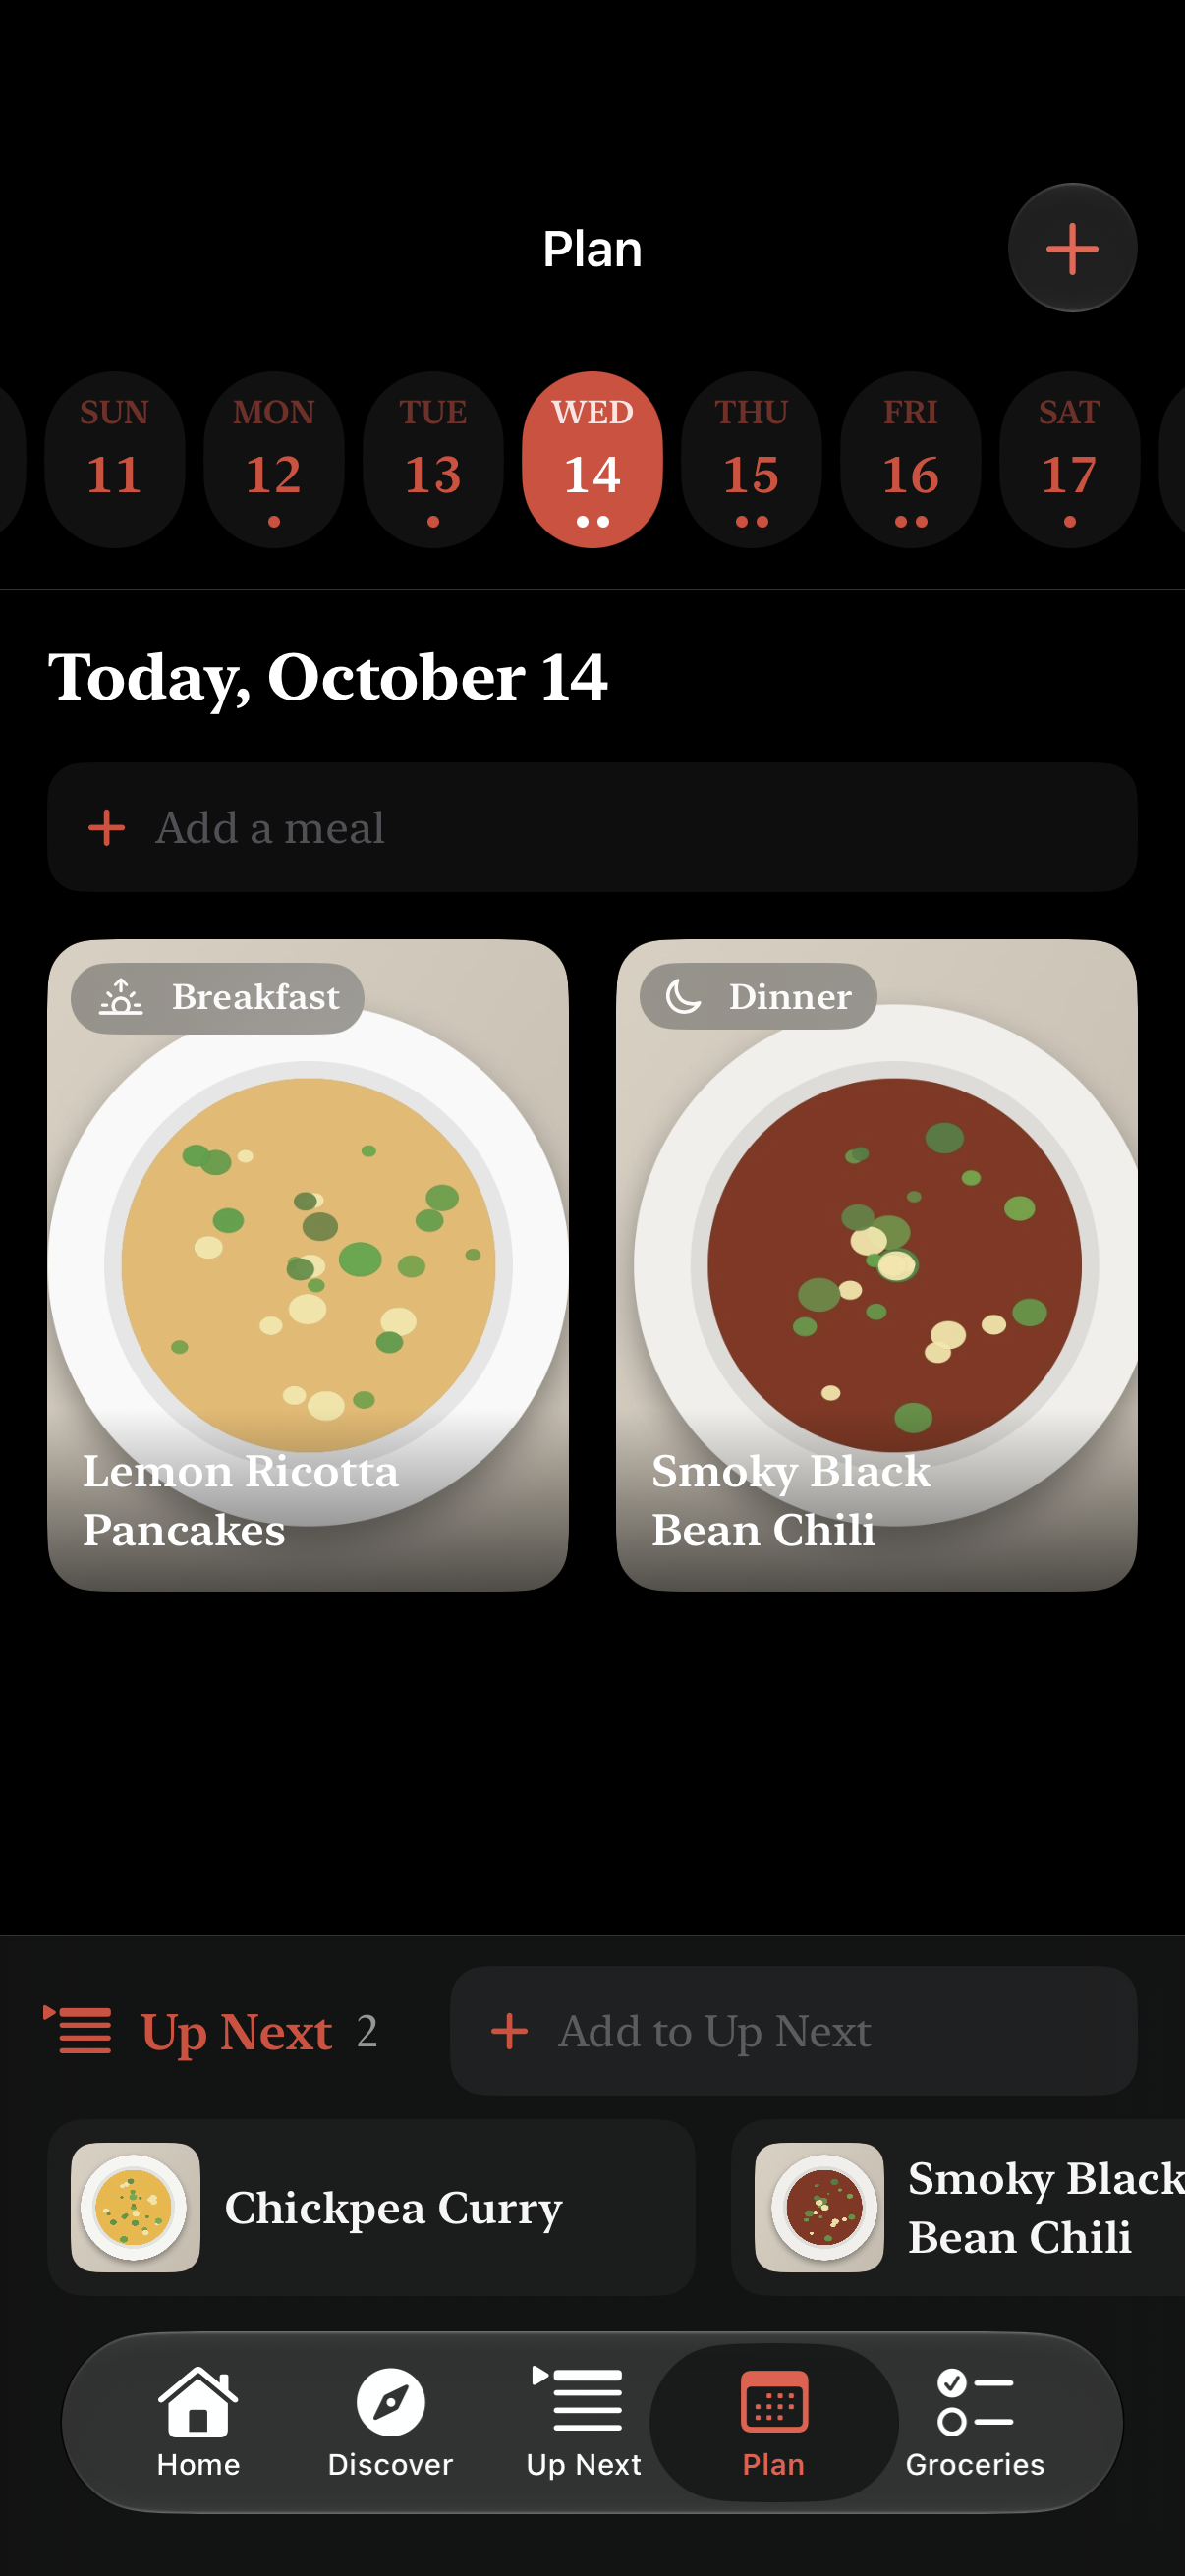 Plan
SUN MON TUE WED THU FRI SAT
11 12 13 14 15 16 17
Today, October 14
Add a meal
Breakfast
Lemon Ricotta
Pancakes
Dinner
Smoky Black
Bean Chili
Up Next 2
Add to Up Next
Chickpea Curry
Smoky Black
Bean Chili
Home Discover Up Next Plan Groceries